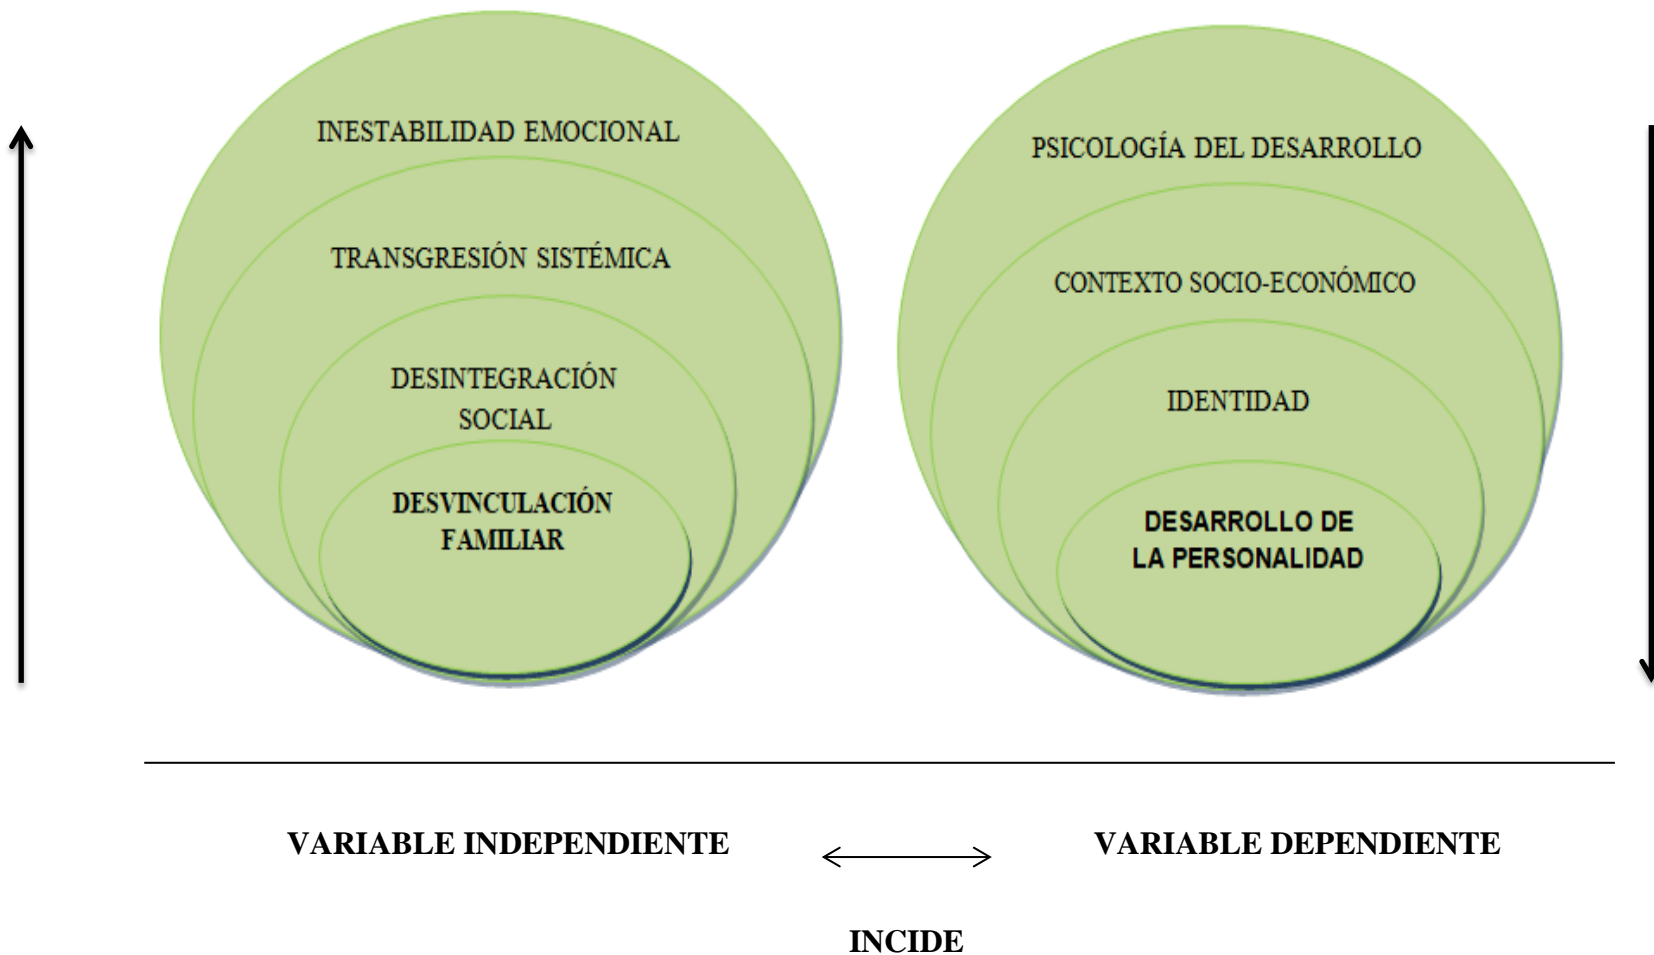 INESTABILIDAD EMOCIONAL
TRANSGRESIÓN SISTÉMICA
DESINTEGRACIÓN
SOCIAL
DESVINCULACIÓN
FAMILIAR
PSICOLOGÍA DEL DESARROLLO
CONTEXTO SOCIO-ECONÓMICO
IDENTIDAD
DESARROLLO DE
LA PERSONALIDAD
VARIABLE INDEPENDIENTE
VARIABLE DEPENDIENTE
INCIDE